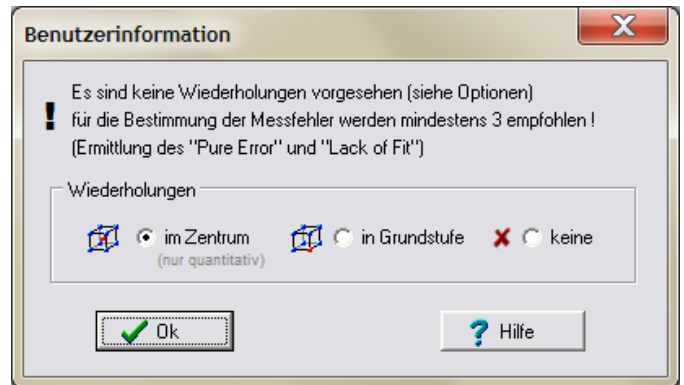 Benutzerinformation
Es sind keine Wiederholungen vorgesehen (siehe Optionen)
für die Bestimmung der Messfehler werden mindestens 3 empfohlen !
(Ermittlung des "Pure Error" und "Lack of Fit")
Wiederholungen
im Zentrum in Grundstufe keine
(nur quantitativ)
Ok Hilfe